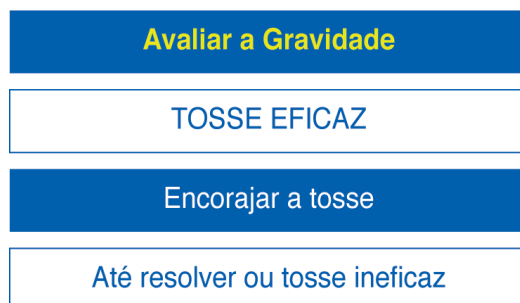 Avaliar a Gravidade
TOSSE EFICAZ
Encorajar a tosse
Até resolver ou tosse ineficaz